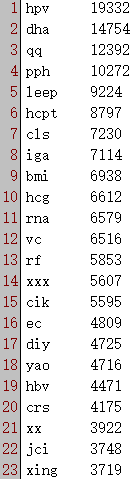 1 hpv 19332
2 dha 14754
3 qq 12392
4 pph 10272
5 leep 9224
6 hcpt 8797
7 cls 7230
8 iga 7114
9 bmi 6938
10 hcg 6612
11 rna 6579
12 vc 6516
13 rf 5853
14 xxx 5607
15 cik 5595
16 ec 4809
17 diy 4725
18 yao 4716
19 hbv 4471
20 crs 4175
21 xx 3922
22 jci 3748
23 xing 3719